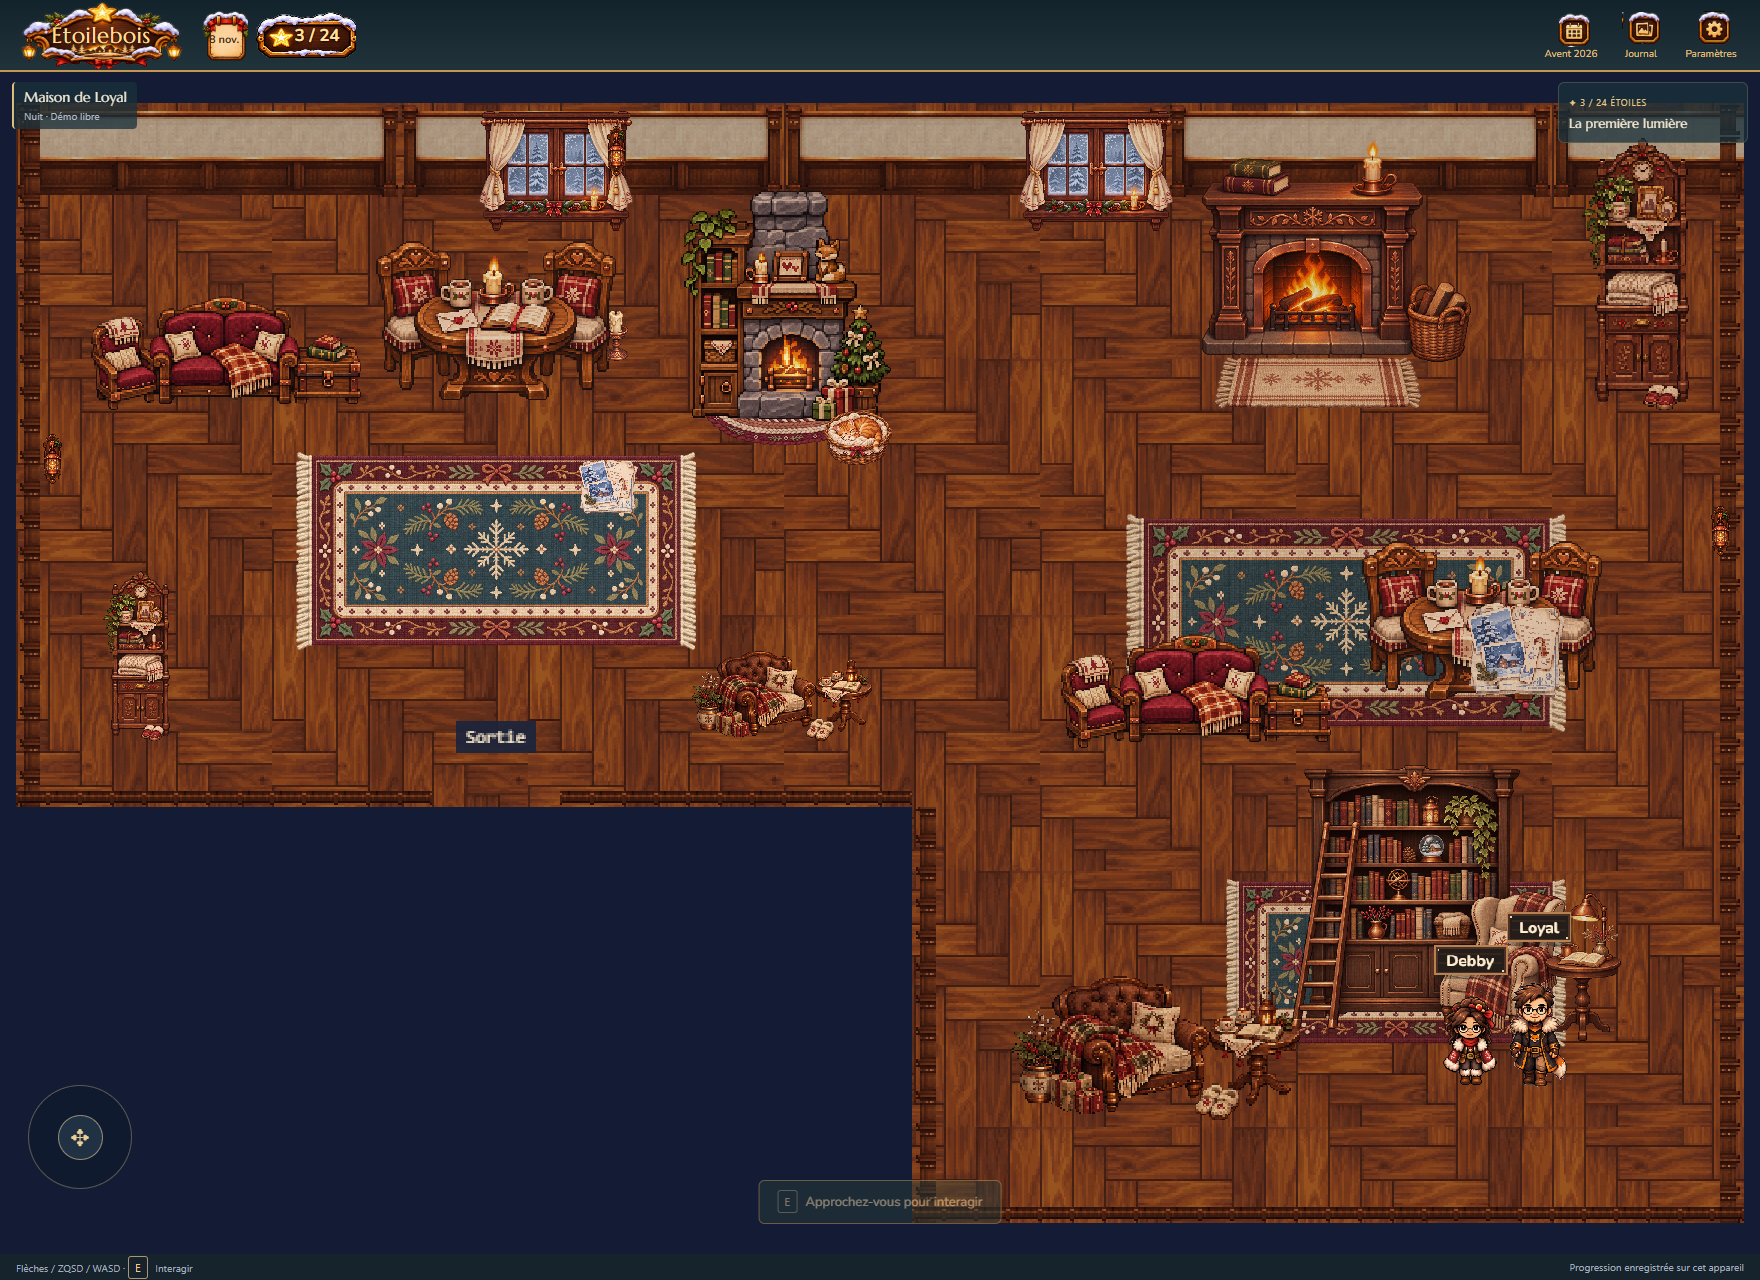 Etoilebois
8 nov.
3 / 24
Avent 2026
Journal
Paramètres
Maison de Loyal
Nuit · Démo libre
✦ 3 / 24 ÉTOILES
La première lumière
Sortie
Loyal
Debby
E Approchez-vous pour interagir
Flèches / ZQSD / WASD · E Interagir
Progression enregistrée sur cet appareil